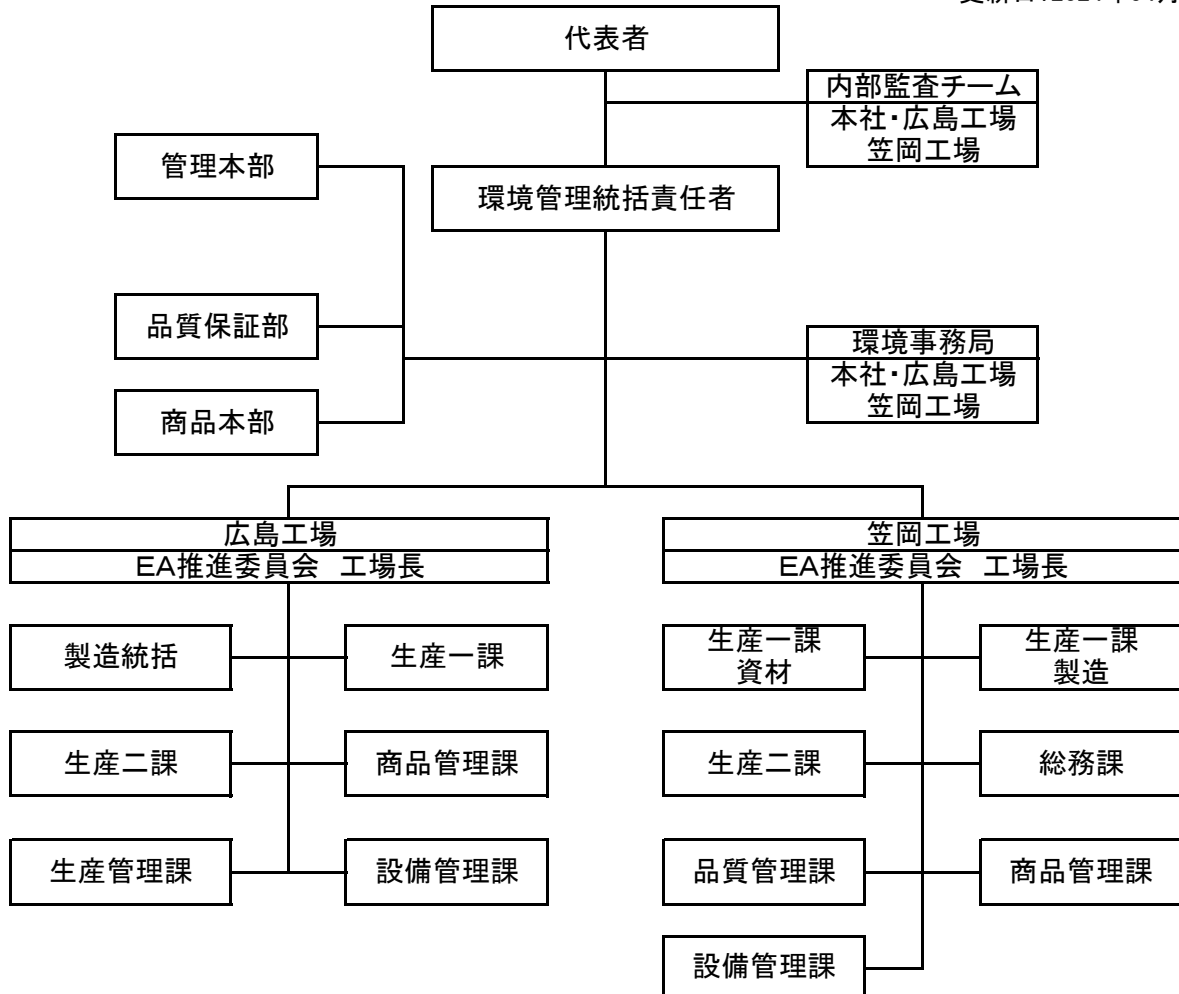 代表者
内部監査チーム
本社・広島工場
笠岡工場
管理本部
環境管理統括責任者
品質保証部
環境事務局
本社・広島工場
笠岡工場
商品本部
広島工場
EA推進委員会　工場長
笠岡工場
EA推進委員会　工場長
製造統括
生産一課
生産一課
資材
生産一課
製造
生産二課
商品管理課
生産二課
総務課
生産管理課
設備管理課
品質管理課
商品管理課
設備管理課